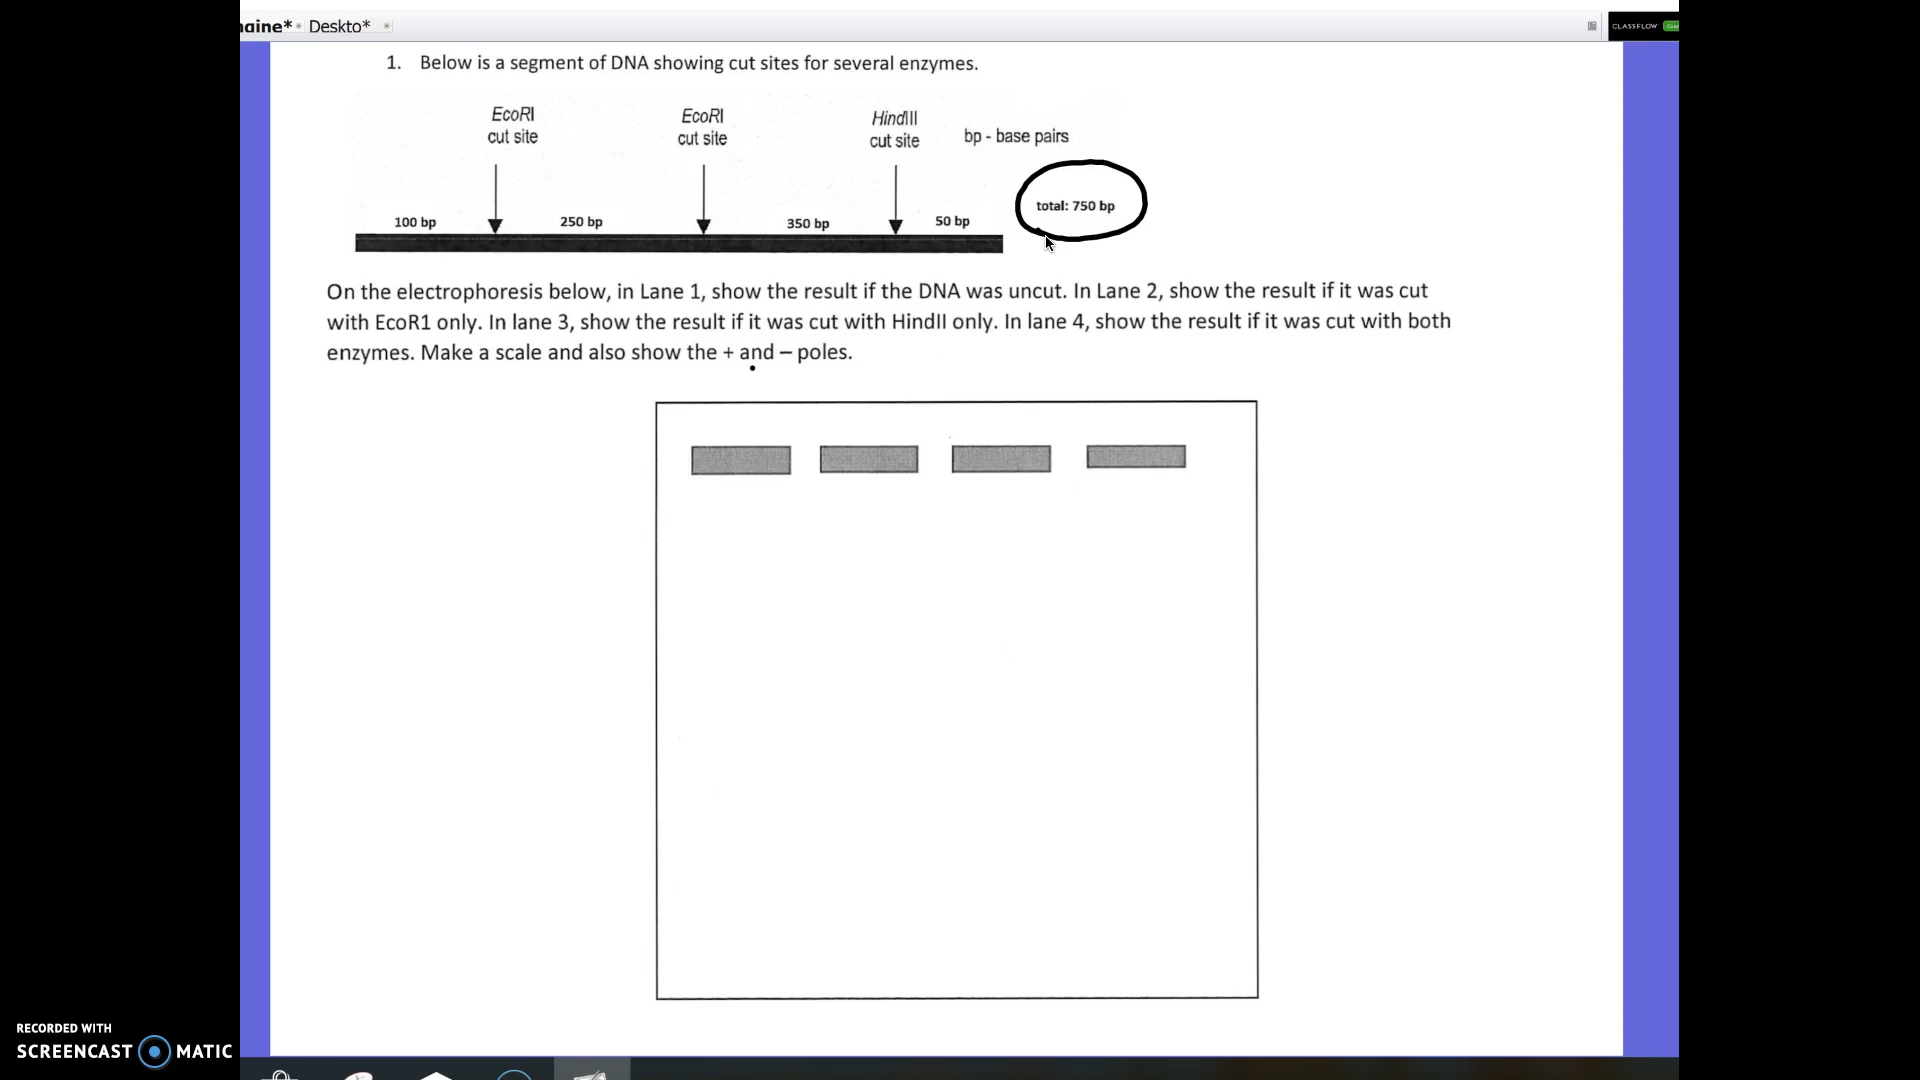 aine* Deskto*
CLASSFLOW
1. Below is a segment of DNA showing cut sites for several enzymes.
EcoRI EcoRI HindIII
cut site cut site cut site bp - base pairs
total: 750 bp
100 bp 250 bp 350 bp 50 bp
On the electrophoresis below, in Lane 1, show the result if the DNA was uncut. In Lane 2, show the result if it was cut
with EcoR1 only. In lane 3, show the result if it was cut with HindII only. In lane 4, show the result if it was cut with both
enzymes. Make a scale and also show the + and – poles.
RECORDED WITH
SCREENCAST MATIC